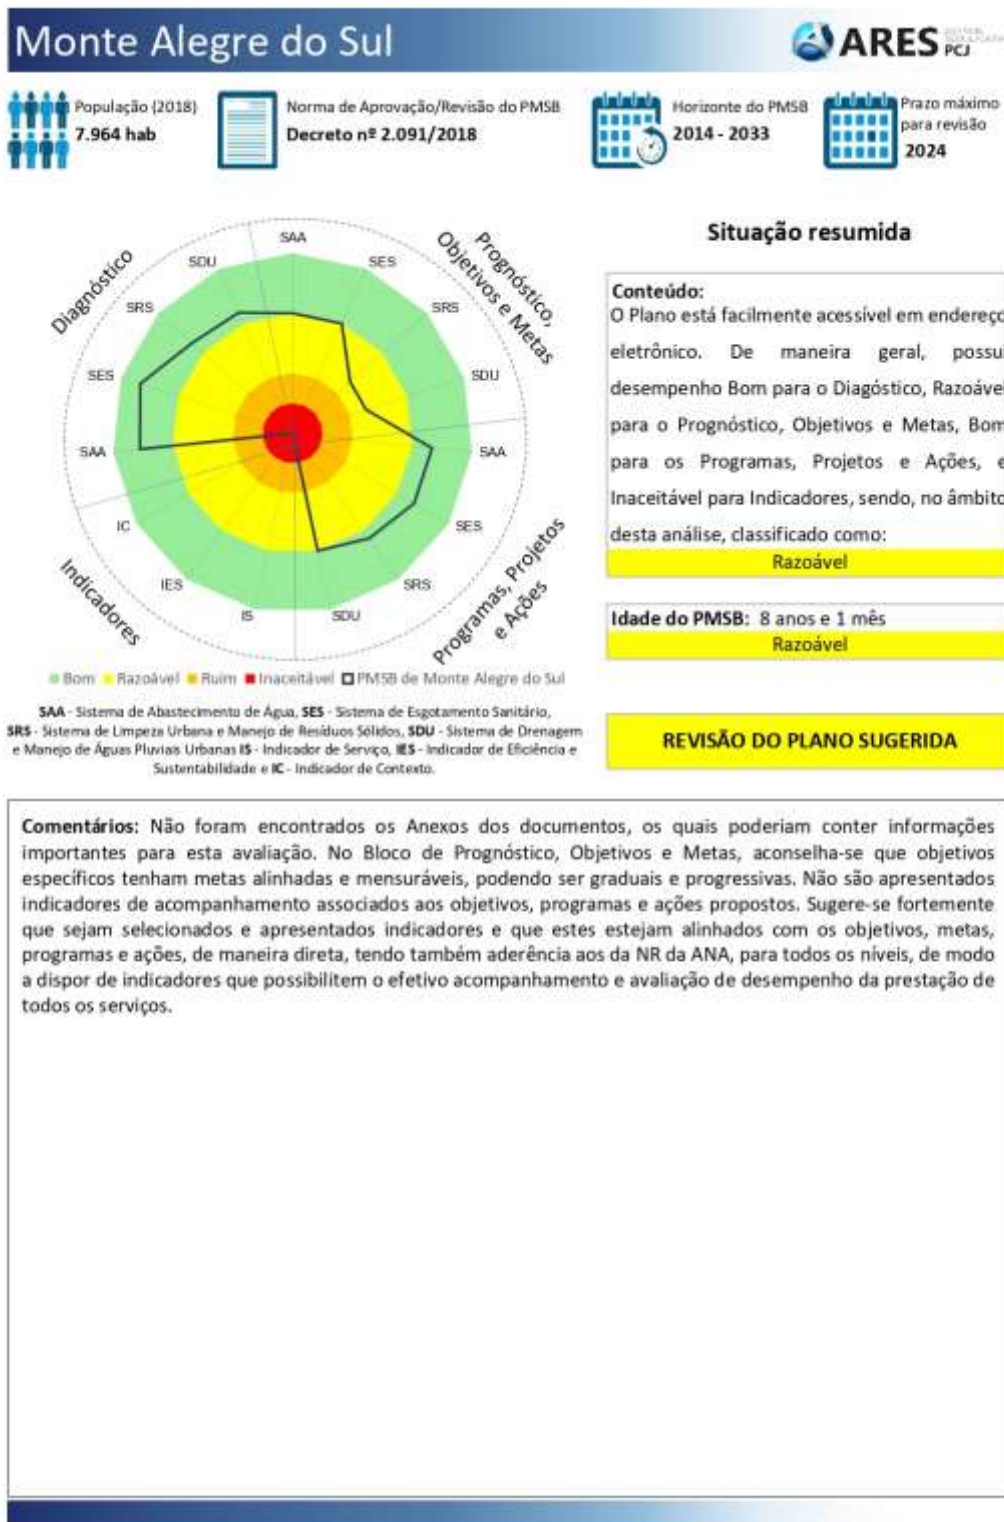 Monte Alegre do Sul
ARES
PCJ
População (2018)
7.964 hab
Norma de Aprovação/Revisão do PMSB
Decreto nº 2.091/2018
Horizonte do PMSB
2014 - 2033
Prazo máximo
para revisão
2024
Diagnóstico
Prognóstico,
Objetivos e Metas
SAA
SES
SRS
SDU
SAA
SES
SRS
SDU
IS
IES
IC
SAA
SES
SRS
SDU
Indicadores
Programas, Projetos
e Ações
Bom Razoável Ruim Inaceitável PMSB de Monte Alegre do Sul
SAA - Sistema de Abastecimento de Água, SES - Sistema de Esgotamento Sanitário,
SRS - Sistema de Limpeza Urbana e Manejo de Resíduos Sólidos, SDU - Sistema de Drenagem
e Manejo de Águas Pluviais Urbanas IS - Indicador de Serviço, IES - Indicador de Eficiência e
Sustentabilidade e IC - Indicador de Contexto.
Situação resumida
Conteúdo:
O Plano está facilmente acessível em endereço
eletrônico. De maneira geral, possui
desempenho Bom para o Diagóstico, Razoável
para o Prognóstico, Objetivos e Metas, Bom
para os Programas, Projetos e Ações, e
Inaceitável para Indicadores, sendo, no âmbito
desta análise, classificado como:
Razoável
Idade do PMSB: 8 anos e 1 mês
Razoável
REVISÃO DO PLANO SUGERIDA
Comentários: Não foram encontrados os Anexos dos documentos, os quais poderiam conter informações
importantes para esta avaliação. No Bloco de Prognóstico, Objetivos e Metas, aconselha-se que objetivos
específicos tenham metas alinhadas e mensuráveis, podendo ser graduais e progressivas. Não são apresentados
indicadores de acompanhamento associados aos objetivos, programas e ações propostos. Sugere-se fortemente
que sejam selecionados e apresentados indicadores e que estes estejam alinhados com os objetivos, metas,
programas e ações, de maneira direta, tendo também aderência aos da NR da ANA, para todos os níveis, de modo
a dispor de indicadores que possibilitem o efetivo acompanhamento e avaliação de desempenho da prestação de
todos os serviços.